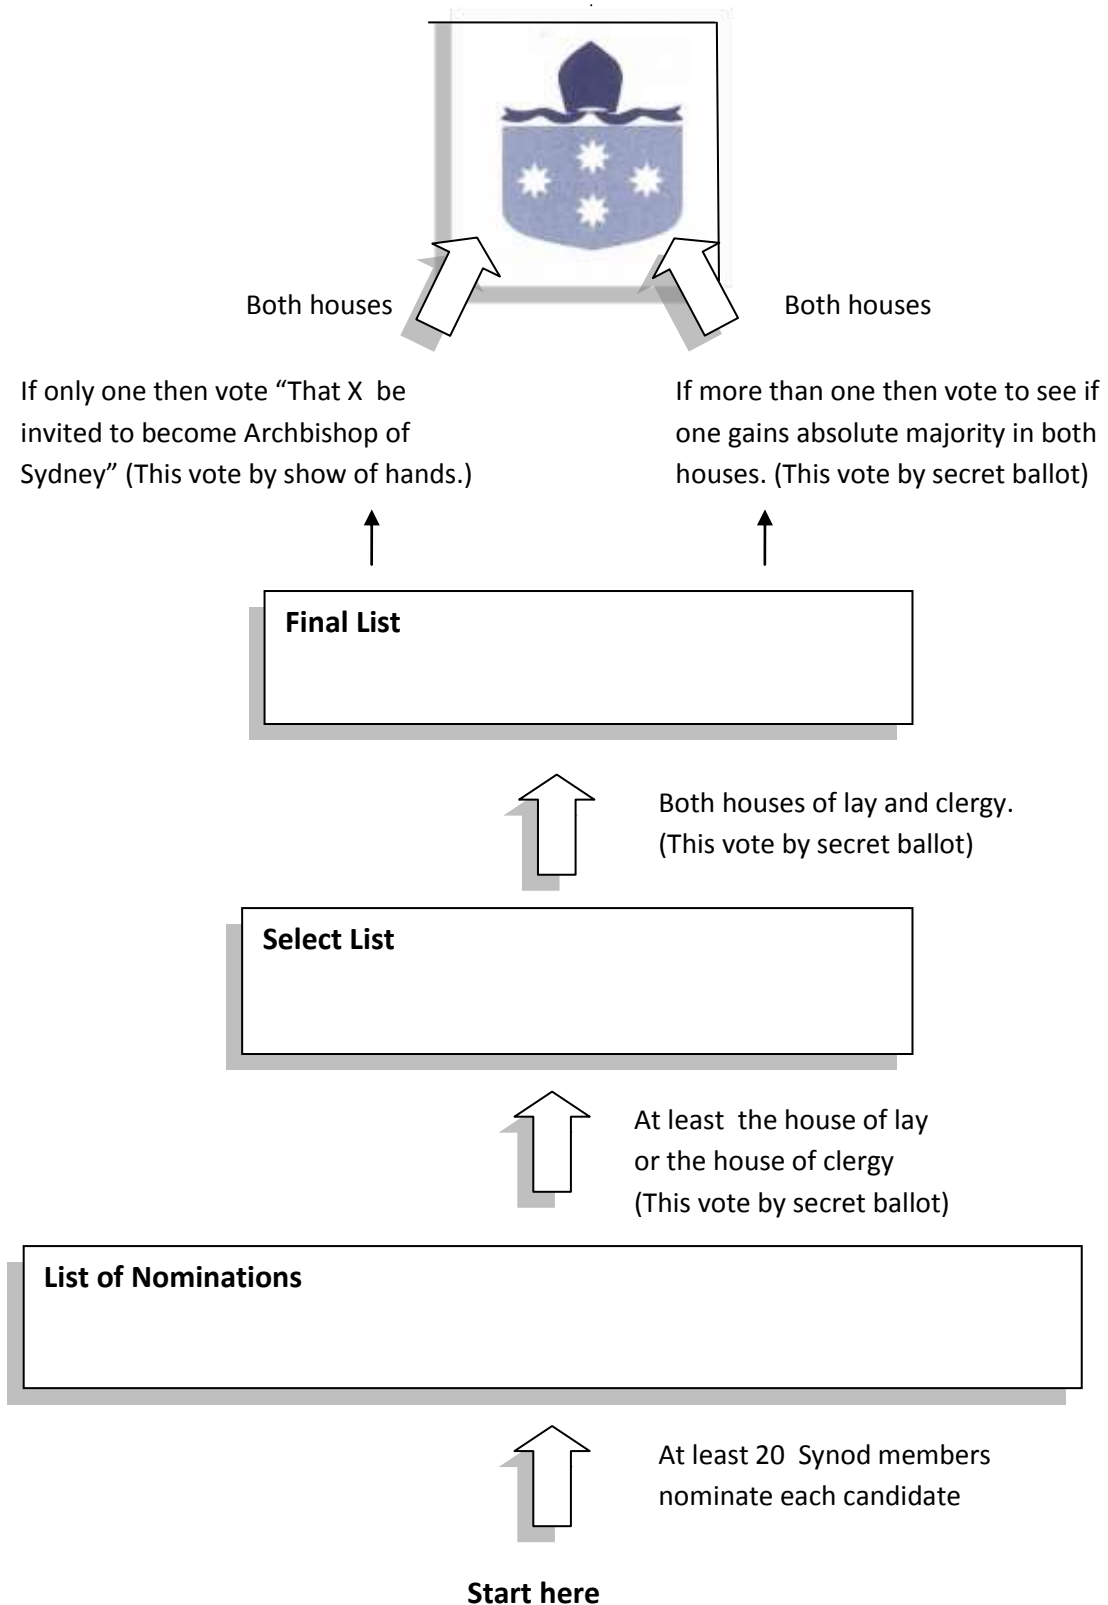 Both houses
Both houses
If only one then vote “That X be
invited to become Archbishop of
Sydney” (This vote by show of hands.)
If more than one then vote to see if
one gains absolute majority in both
houses. (This vote by secret ballot)
Final List
Both houses of lay and clergy.
(This vote by secret ballot)
Select List
At least the house of lay
or the house of clergy
(This vote by secret ballot)
List of Nominations
At least 20 Synod members
nominate each candidate
Start here